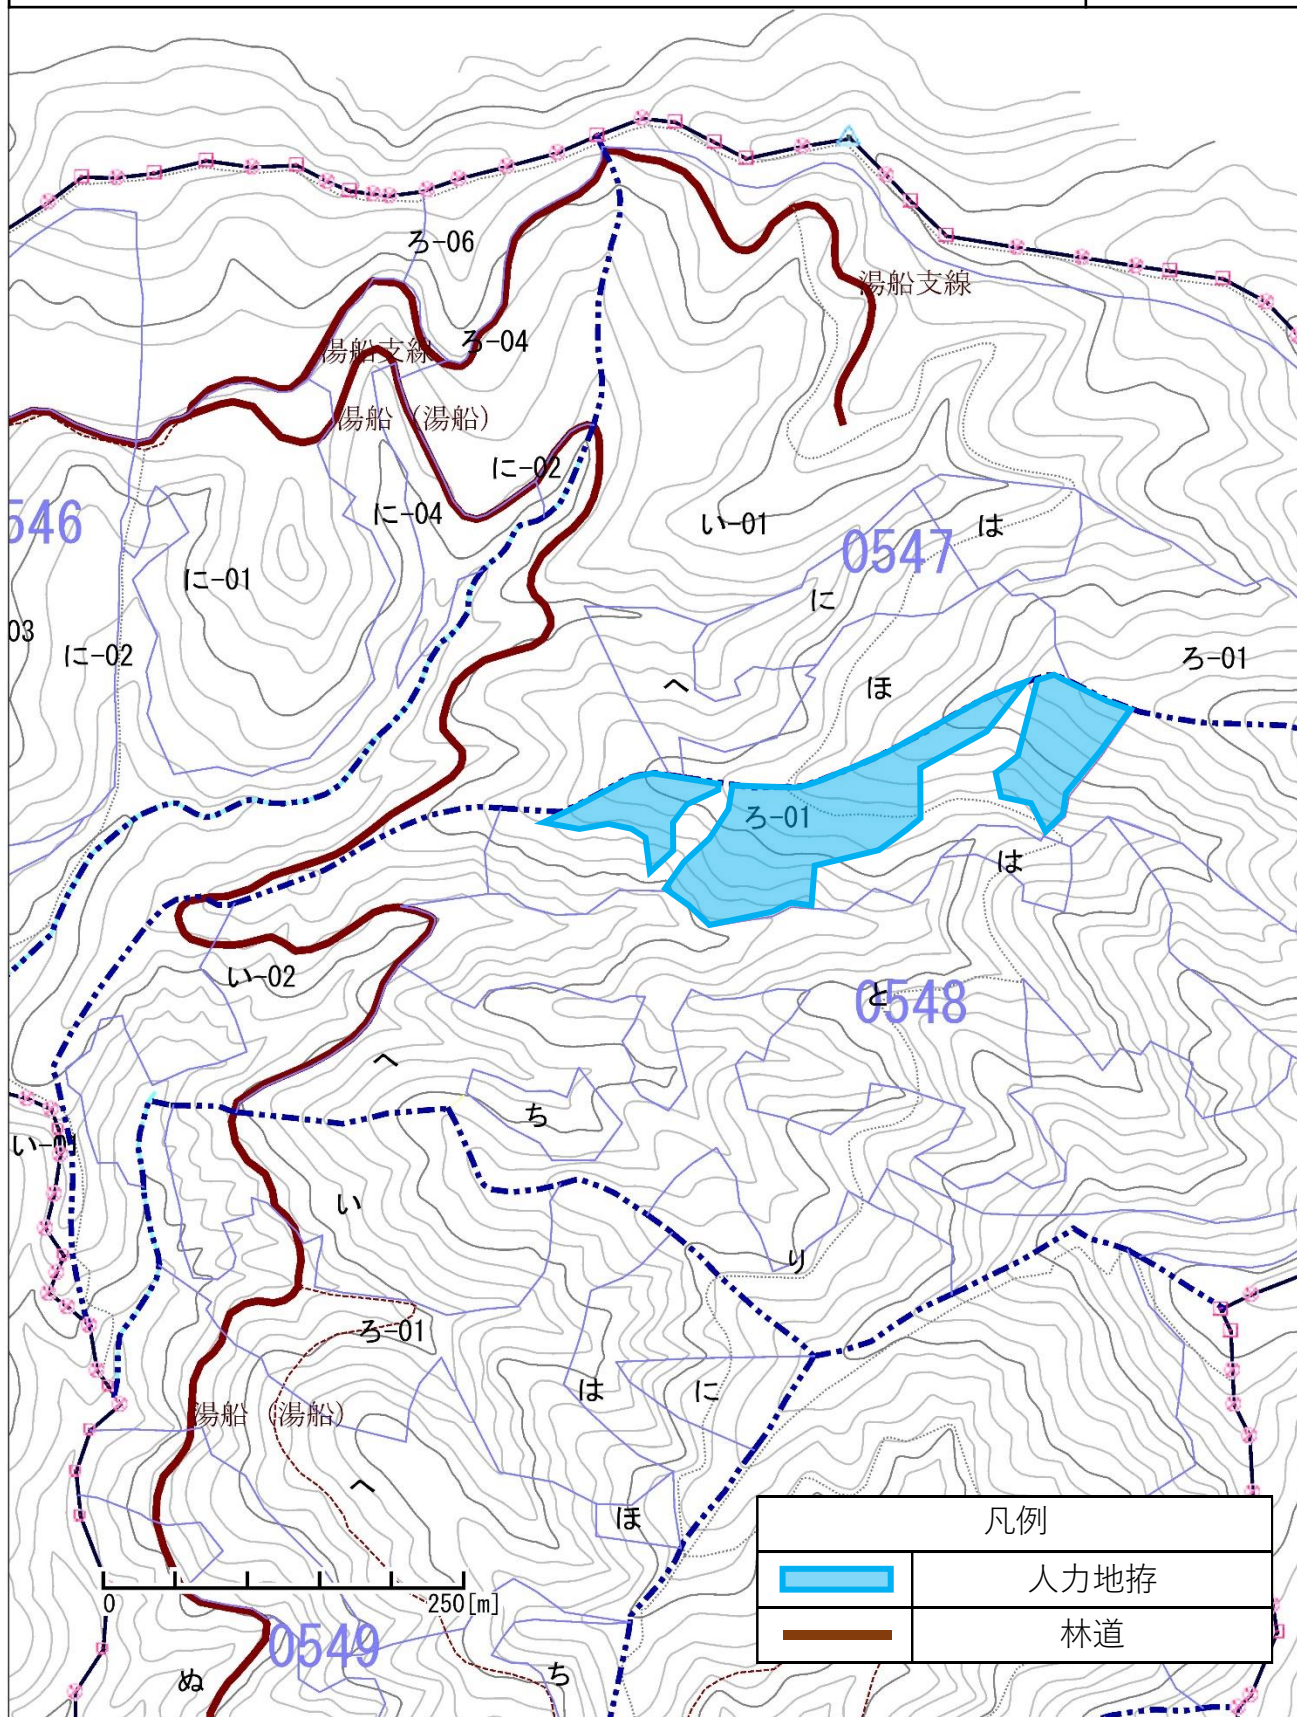 ろ-06
湯船支線
ろ-04
湯船支線
湯船（湯船）
に-02
に-04
い-01
は
546
0547
に-01
に
03
に-02
ろ-01
へ
ほ
ろ-01
は
い-02
と
0548
へ
ち
い-01
い
り
ろ-01
は
に
湯船（湯船）
へ
ほ
凡例
人力地拵
林道
0
250[m]
0549
ぬ
ち